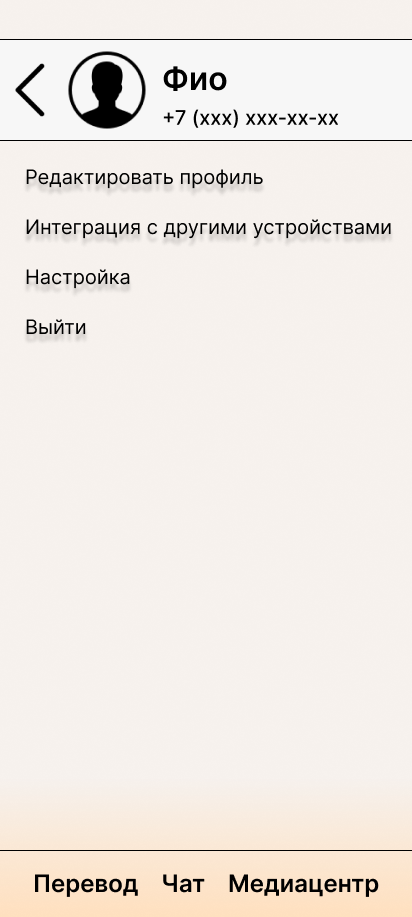 Фио
+7 (xxx) xxx-xx-xx
Редактировать профиль
Интеграция с другими устройствами
Настройка
Выйти
Перевод Чат Медиацентр